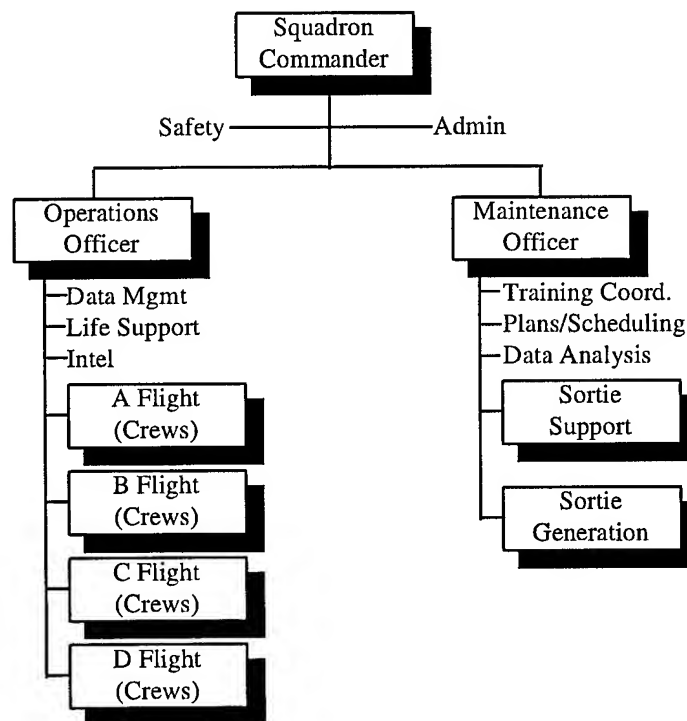 Squadron
Commander
Safety
Admin
Operations
Officer
Data Mgmt
Life Support
Intel
A Flight
(Crews)
B Flight
(Crews)
C Flight
(Crews)
D Flight
(Crews)
Maintenance
Officer
Training Coord.
Plans/Scheduling
Data Analysis
Sortie
Support
Sortie
Generation